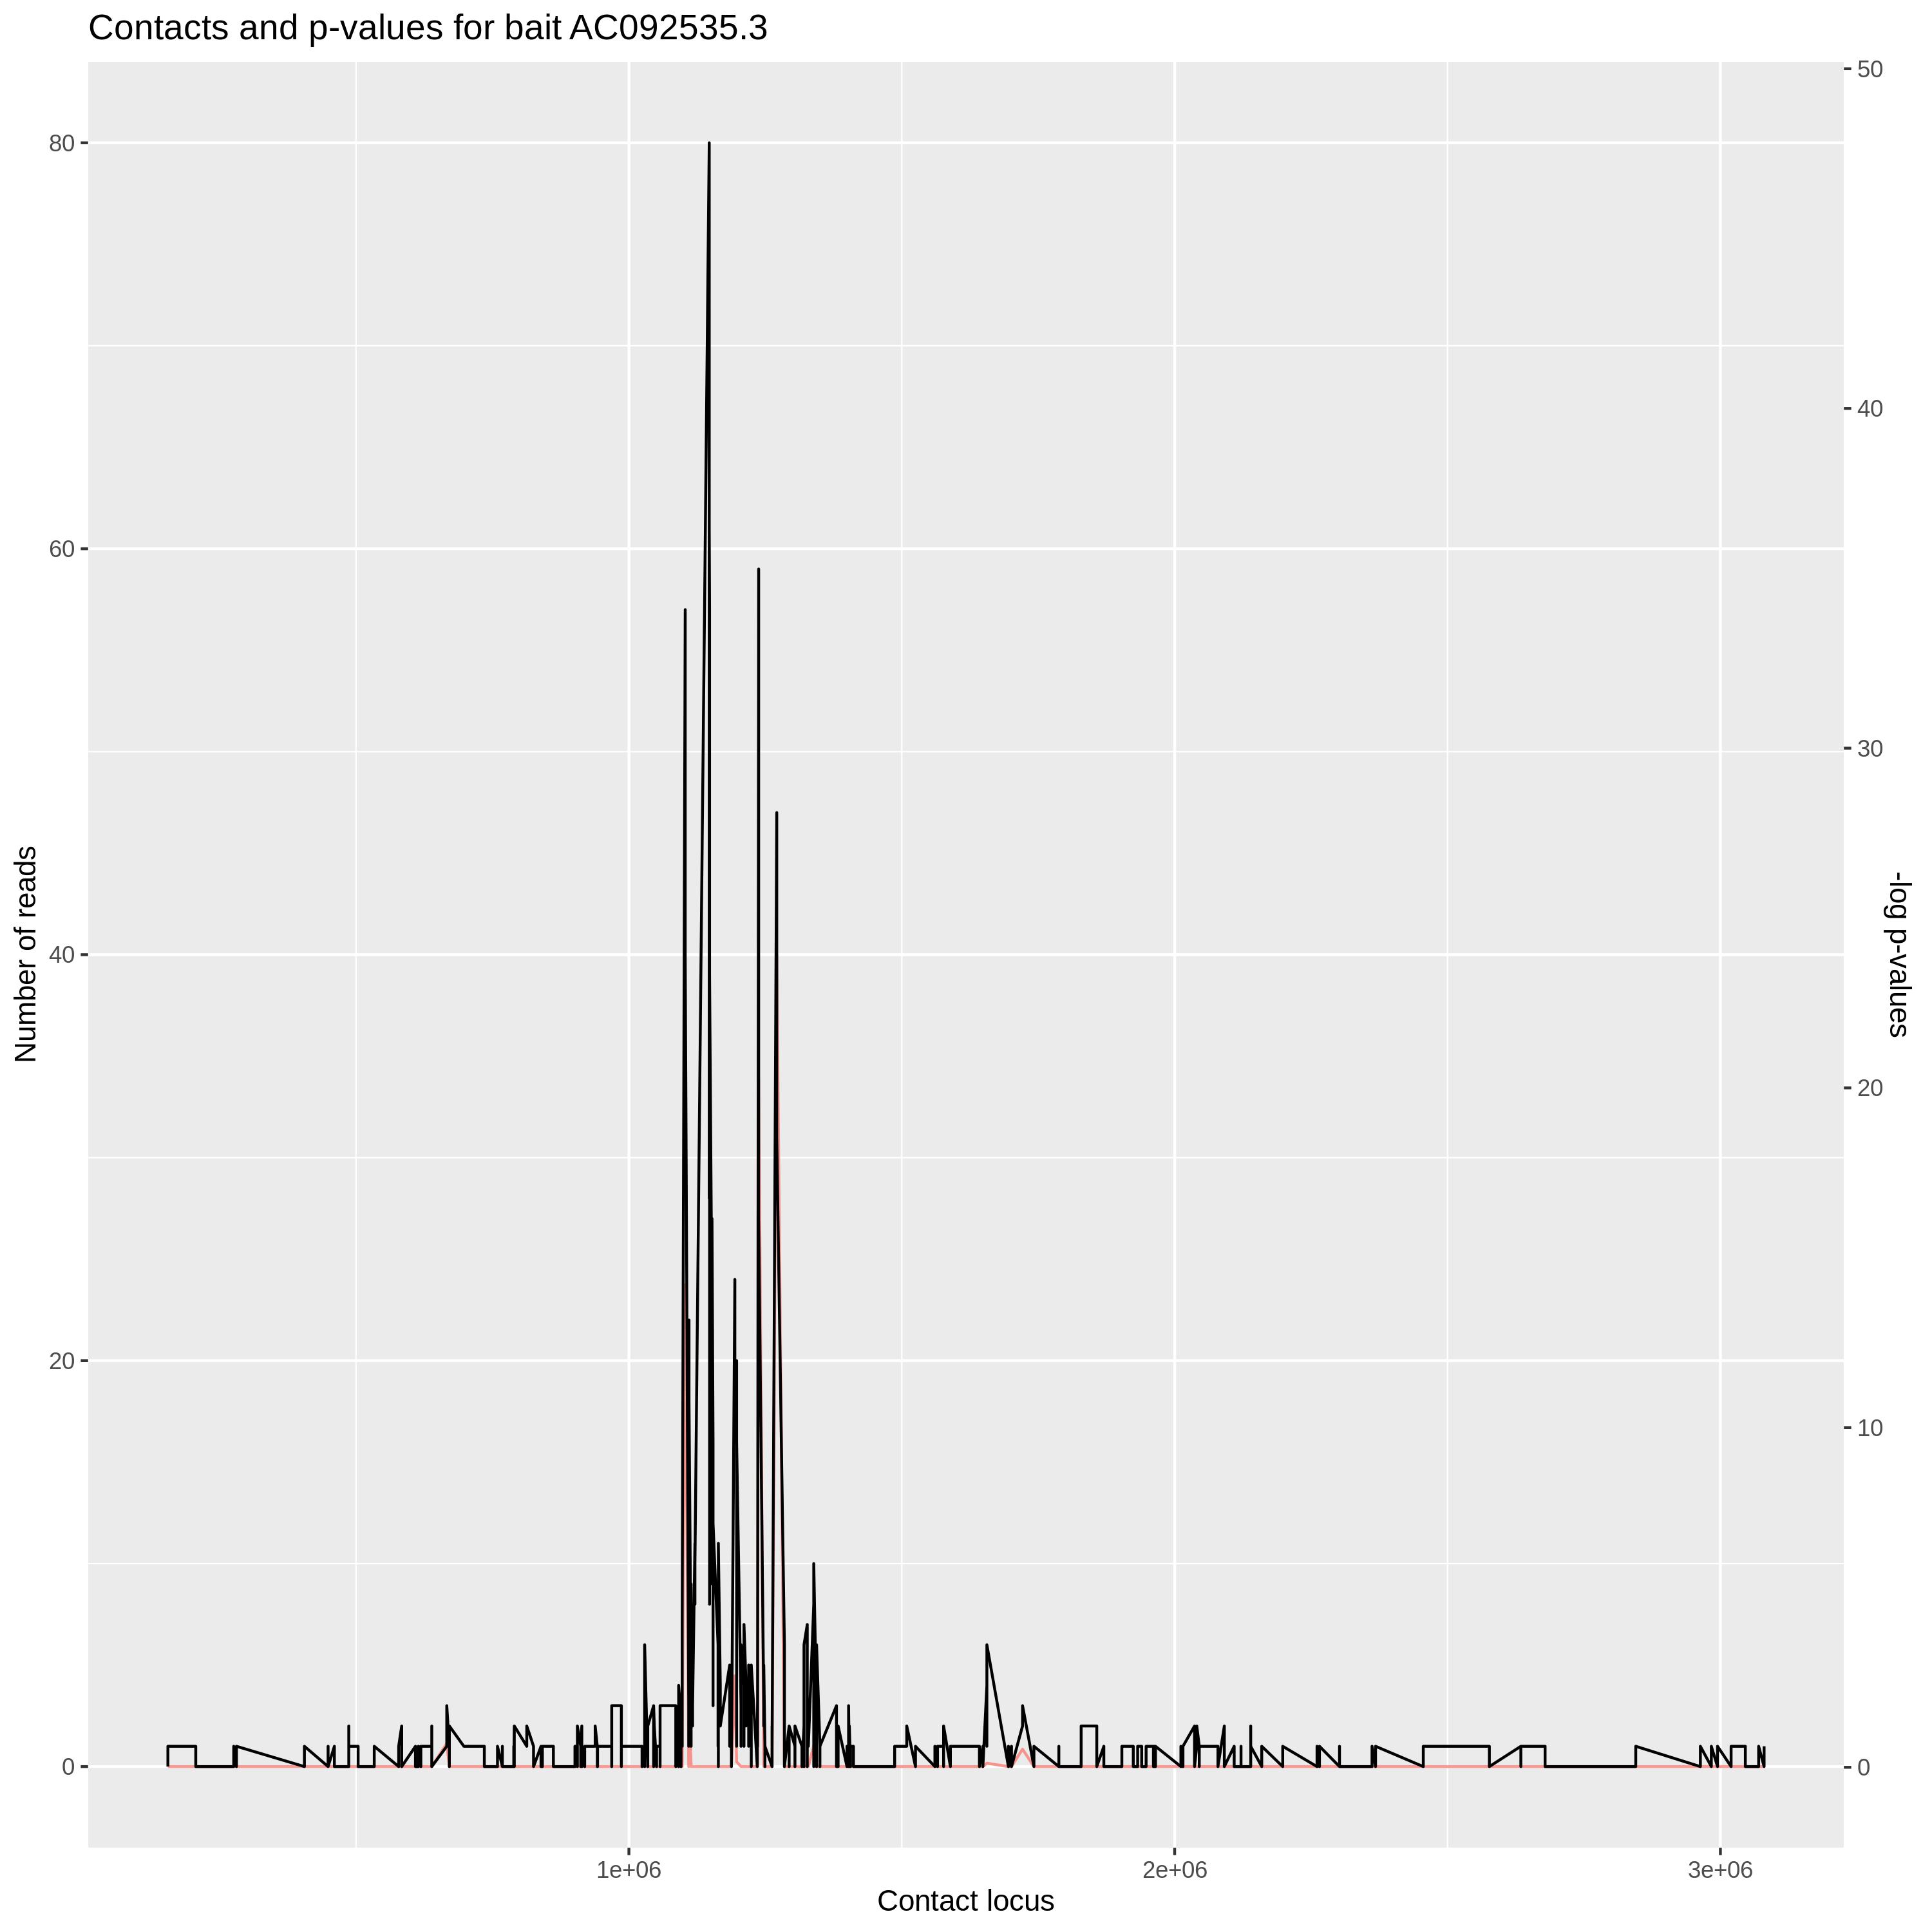 Contacts and p-values for bait AC092535.3
80
60
40
20
0
50
40
30
20
10
0
Number of reads
-log p-values
1e+06
2e+06
3e+06
Contact locus